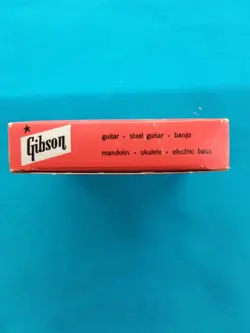 Gibson
guitar • steel guitar • banjo
mandolin • ukulele • electric bass